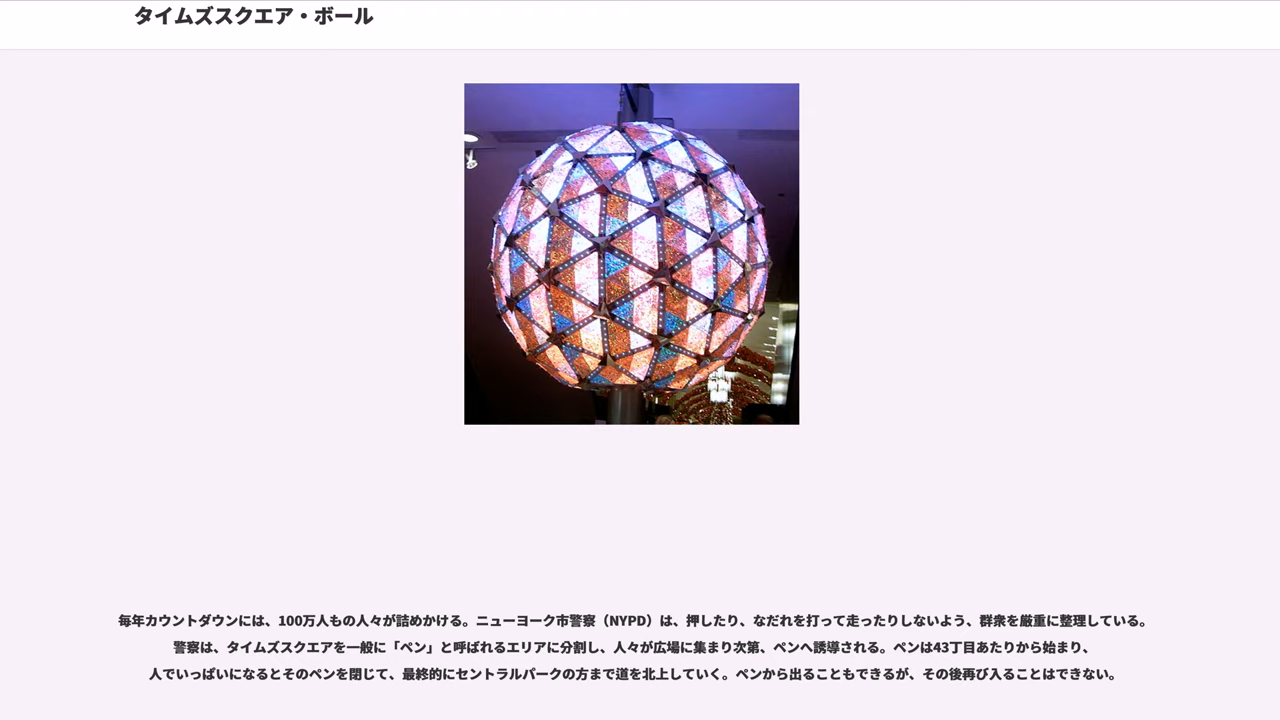 タイムズスクエア・ボール
毎年カウントダウンには、100万人もの人々が詰めかける。ニューヨーク市警察（NYPD）は、押したり、なだれを打って走ったりしないよう、群衆を厳重に整理している。
警察は、タイムズスクエアを一般に「ペン」と呼ばれるエリアに分割し、人々が広場に集まり次第、ペンへ誘導される。ペンは43丁目あたりから始まり、
人でいっぱいになるとそのペンを閉じて、最終的にセントラルパークの方まで道を北上していく。ペンから出ることもできるが、その後再び入ることはできない。